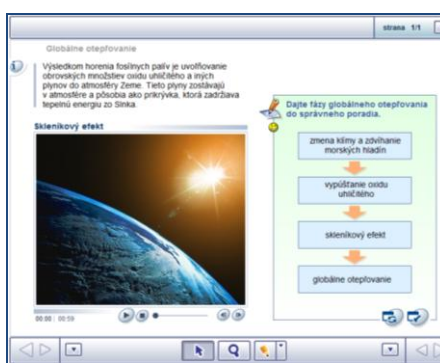 strana 1/1
Globálne otepľovanie
Výsledkom horenia fosílnych palív je uvoľňovanie
obrovských množstiev oxidu uhličitého a iných
plynov do atmosféry Zeme. Tieto plyny zostávajú
v atmosfére a pôsobia ako prikrývka, ktorá zadržiava
tepelnú energiu zo Slnka.
Skleníkový efekt
00:00 00:59
Dajte fázy globálneho otepľovania
do správneho poradia.
zmena klímy a zdvíhanie
morských hladín
vypúšťanie oxidu
uhličitého
skleníkový efekt
globálne otepľovanie